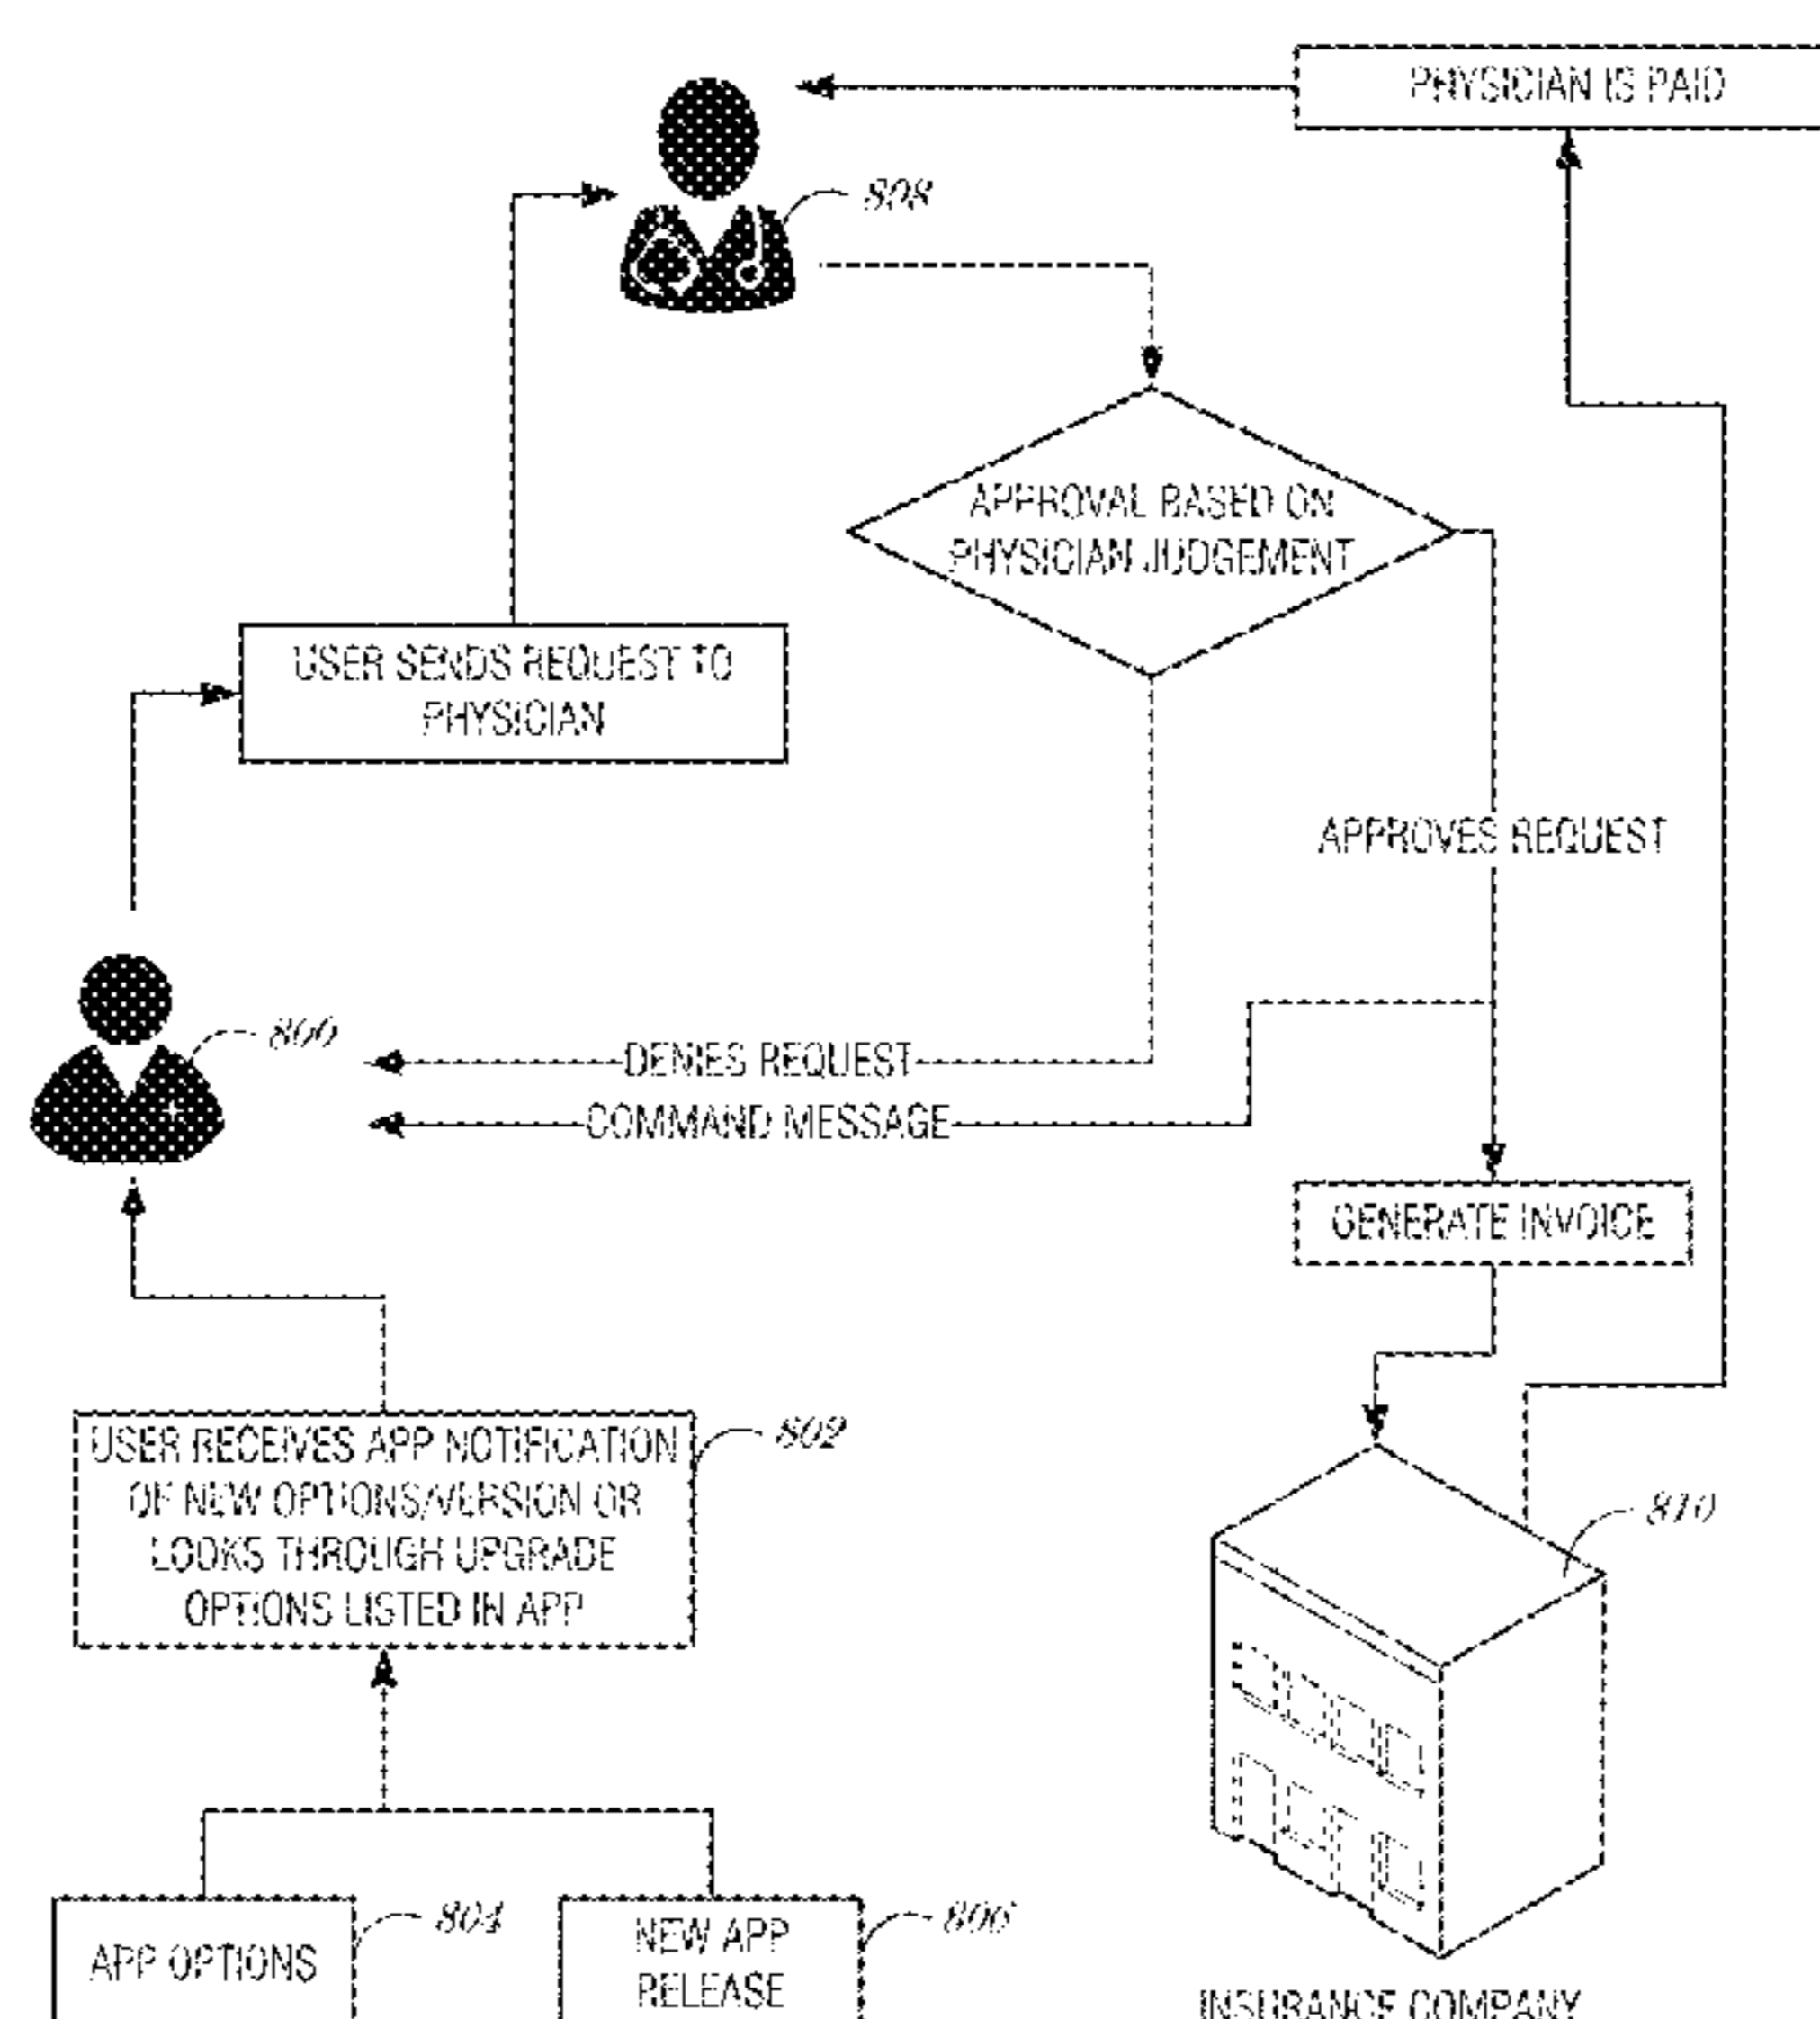 PHYSICIAN IS PAID
808
APPROVAL BASED ON
PHYSICIAN JUDGEMENT
USER SENDS REQUEST TO
PHYSICIAN
APPROVES REQUEST
800
DENIES REQUEST
COMMAND MESSAGE
GENERATE INVOICE
USER RECEIVES APP NOTIFICATION
OF NEW OPTIONS/VERSION OR
LOOKS THROUGH UPGRADE
OPTIONS LISTED IN APP
802
810
APP OPTIONS
804
NEW APP
RELEASE
806
INSURANCE COMPANY